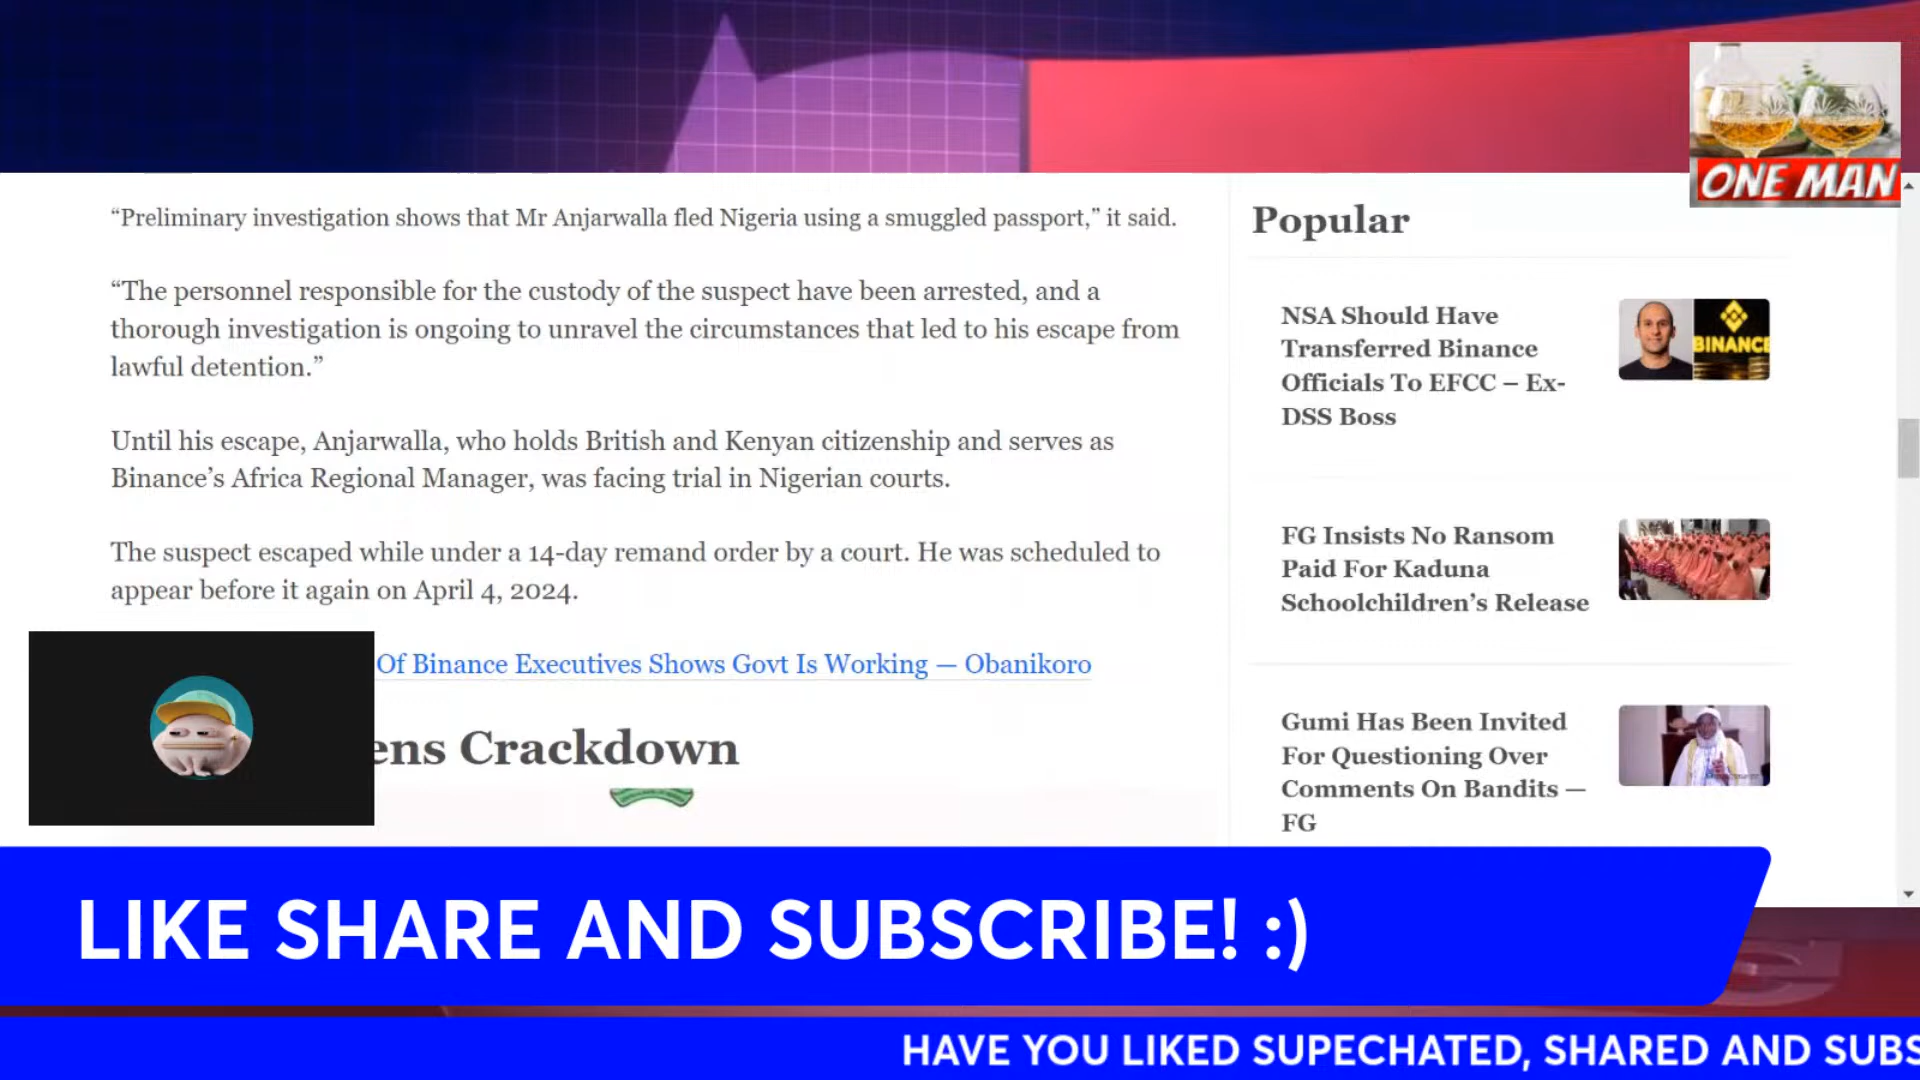 ONE MAN
“Preliminary investigation shows that Mr Anjarwalla fled Nigeria using a smuggled passport,” it said.
“The personnel responsible for the custody of the suspect have been arrested, and a
thorough investigation is ongoing to unravel the circumstances that led to his escape from
lawful detention.”
Until his escape, Anjarwalla, who holds British and Kenyan citizenship and serves as
Binance’s Africa Regional Manager, was facing trial in Nigerian courts.
The suspect escaped while under a 14-day remand order by a court. He was scheduled to
appear before it again on April 4, 2024.
Of Binance Executives Shows Govt Is Working — Obanikoro
ens Crackdown
Popular
NSA Should Have
Transferred Binance
Officials To EFCC – Ex-
DSS Boss
BINANCE
FG Insists No Ransom
Paid For Kaduna
Schoolchildren’s Release
Gumi Has Been Invited
For Questioning Over
Comments On Bandits —
FG
LIKE SHARE AND SUBSCRIBE! :)
HAVE YOU LIKED SUPECHATED, SHARED AND SUBS